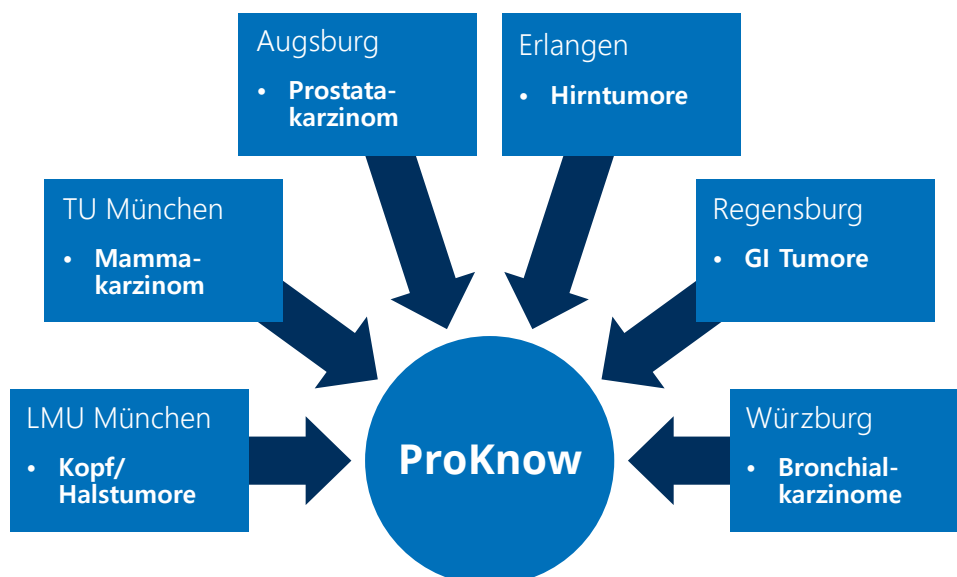 Augsburg
• Prostata-
karzinom
Erlangen
• Hirntumore
TU München
• Mamma-
karzinom
Regensburg
• GI Tumore
LMU München
• Kopf/
Halstumore
ProKnow
Würzburg
• Bronchial-
karzinome